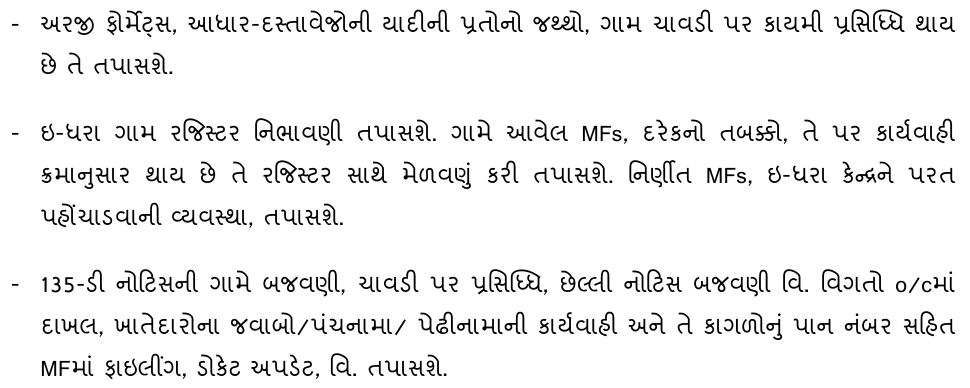 - અરજી ફોર્મેટ્સ, આધાર-દસ્તાવેજોની યાદીની પ્રતોનો જથ્થો, ગામ ચાવડી પર કાયમી પ્રસિધ્ધિ થાય
છે તે તપાસશે.
- ઇ-ધરા ગામ રજિસ્ટર નિભાવણી તપાસશે. ગામે આવેલ MFs, દરેકનો તબક્કો, તે પર કાર્યવાહી
ક્રમાનુસાર થાય છે તે રજિસ્ટર સાથે મેળવણું કરી તપાસશે. નિર્ણીત MFs, ઇ-ધરા કેન્દ્રને પરત
પહોંચાડવાની વ્યવસ્થા, તપાસશે.
- 135-ડી નોટિસની ગામે બજવણી, ચાવડી પર પ્રસિધ્ધિ, છેલ્લી નોટિસ બજવણી વિ. વિગતો o/cમાં
દાખલ, ખાતેદારોના જવાબો/પંચનામા/ પેઢીનામાની કાર્યવાહી અને તે કાગળોનું પાન નંબર સહિત
MFમાં ફાઇલીંગ, ડોકેટ અપડેટ, વિ. તપાસશે.